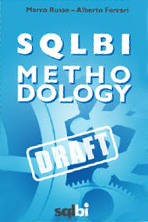 Marco Russo – Alberto Ferrari
SQLBI
METHO
DOLOGY
DRAFT
sqlbi